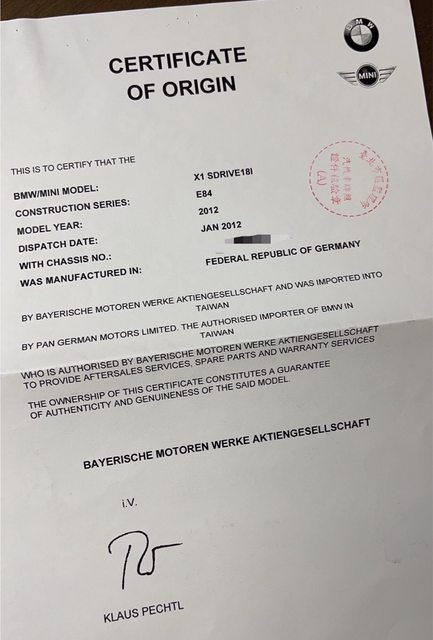 BMW
MINI
CERTIFICATE
OF ORIGIN
THIS IS TO CERTIFY THAT THE
BMW/MINI MODEL: X1 SDRIVE18I
CONSTRUCTION SERIES: E84
MODEL YEAR: 2012
DISPATCH DATE: JAN 2012
WITH CHASSIS NO.:
WAS MANUFACTURED IN: FEDERAL REPUBLIC OF GERMANY
BY BAYERISCHE MOTOREN WERKE AKTIENGESELLSCHAFT AND WAS IMPORTED INTO
TAIWAN
BY PAN GERMAN MOTORS LIMITED. THE AUTHORISED IMPORTER OF BMW IN
TAIWAN
WHO IS AUTHORISED BY BAYERISCHE MOTOREN WERKE AKTIENGESELLSCHAFT
TO PROVIDE AFTERSALES SERVICES, SPARE PARTS AND WARRANTY SERVICES
THE OWNERSHIP OF THIS CERTIFICATE CONSTITUTES A GUARANTEE
OF AUTHENTICITY AND GENUINENESS OF THE SAID MODEL.
BAYERISCHE MOTOREN WERKE AKTIENGESELLSCHAFT
i.V.
KLAUS PECHTL